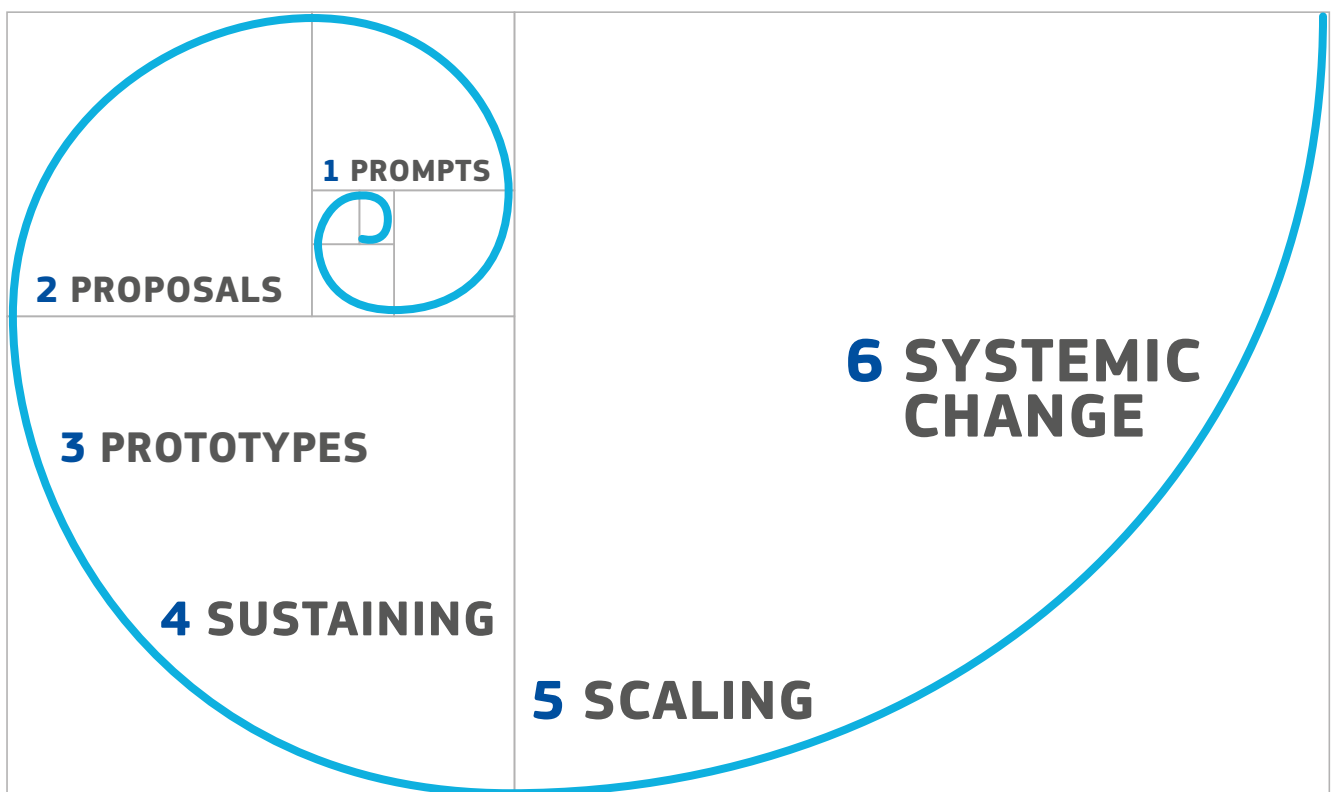 1 PROMPTS
2 PROPOSALS
3 PROTOTYPES
4 SUSTAINING
5 SCALING
6 SYSTEMIC
CHANGE